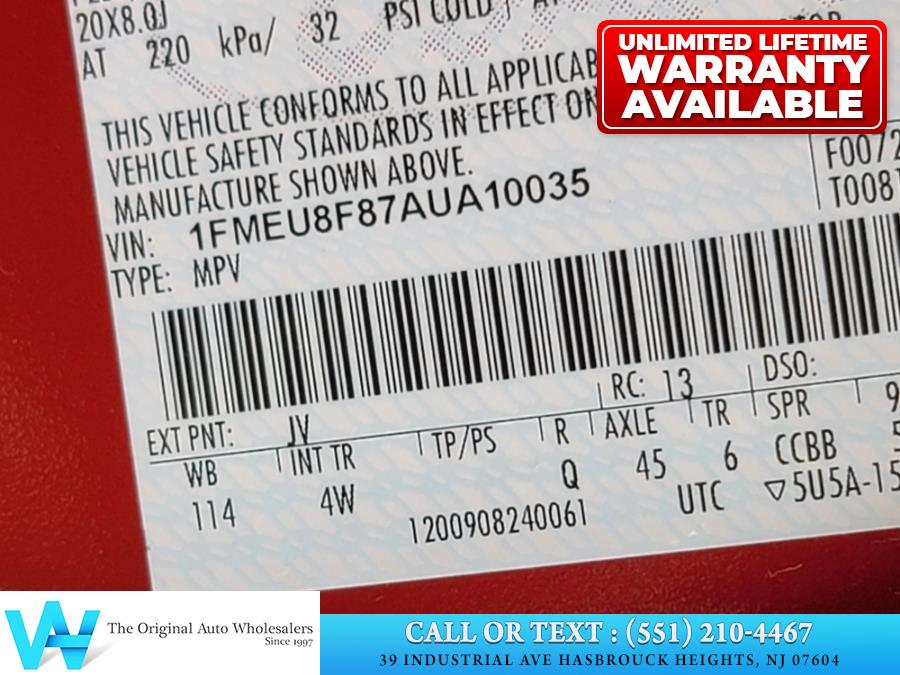 20X8.0J
AT 220 kPa/ 32 PSI COLD
UNLIMITED LIFETIME
WARRANTY
AVAILABLE
THIS VEHICLE CONFORMS TO ALL
VEHICLE SAFETY STANDARDS IN EFFECT ON
MANUFACTURE SHOWN ABOVE.
VIN: 1FMEU8F87AUA10035
TYPE: MPV
EXT PNT: JV RC: 13 DSO:
WB INT TR TP/PS R AXLE TR SPR
114 4W Q 45 6 CCBB
1200908240061 UTC ▽5U5A-15
The Original Auto Wholesalers
Since 1997
CALL OR TEXT : (551) 210-4467
39 INDUSTRIAL AVE HASBROUCK HEIGHTS, NJ 07604